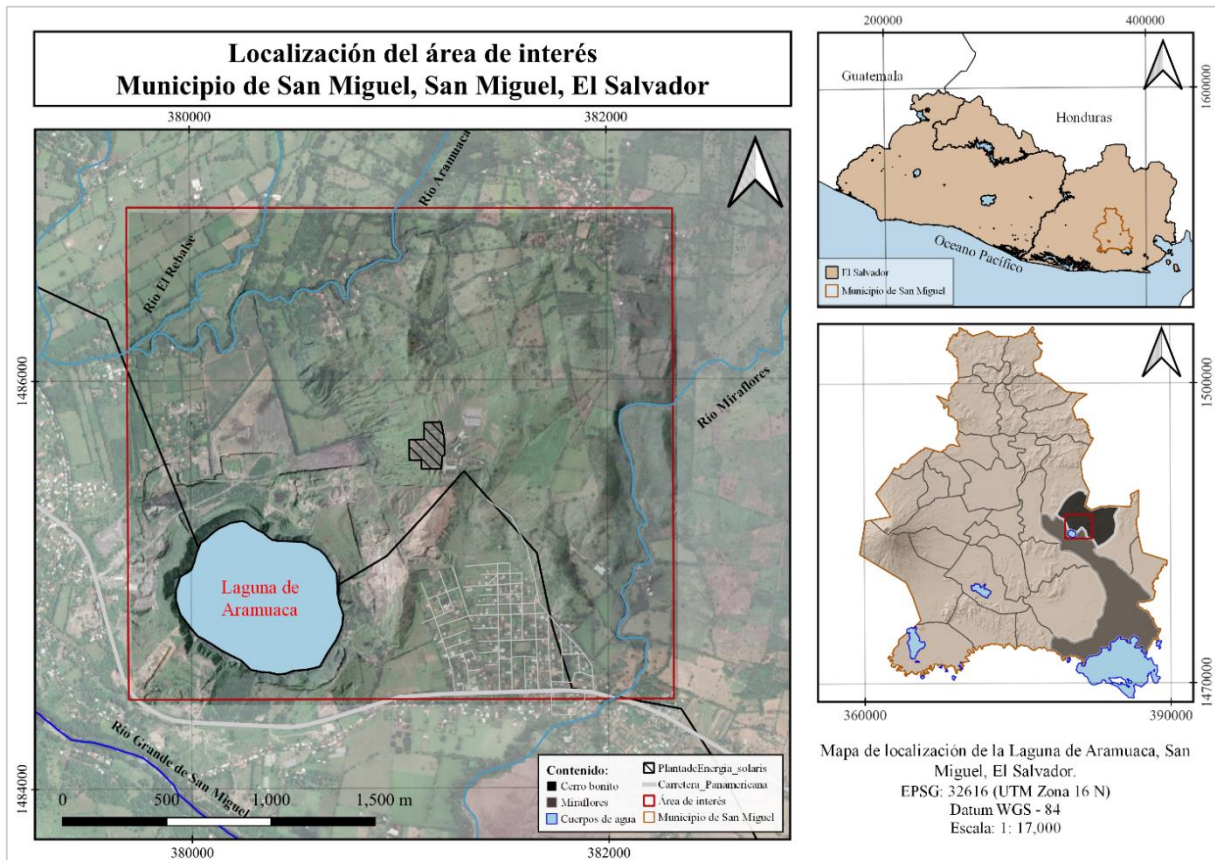 Localización del área de interés
Municipio de San Miguel, San Miguel, El Salvador
380000
382000
Río Aramuaca
Río El Rebalse
1486000
Río Miraflores
Laguna de
Aramuaca
Río Grande de San Miguel
1484000
0 500 1,000 1,500 m
Contenido:
Cerro bonito
Miraflores
Cuerpos de agua
PlantadeEnergia_solaris
Carretera_Panamericana
Área de interés
Municipio de San Miguel
380000
382000
200000
400000
Guatemala
Honduras
1600000
Oceano Pacífico
El Salvador
Municipio de San Miguel
1500000
1470000
360000
390000
Mapa de localización de la Laguna de Aramuaca, San
Miguel, El Salvador.
EPSG: 32616 (UTM Zona 16 N)
Datum WGS - 84
Escala: 1: 17,000